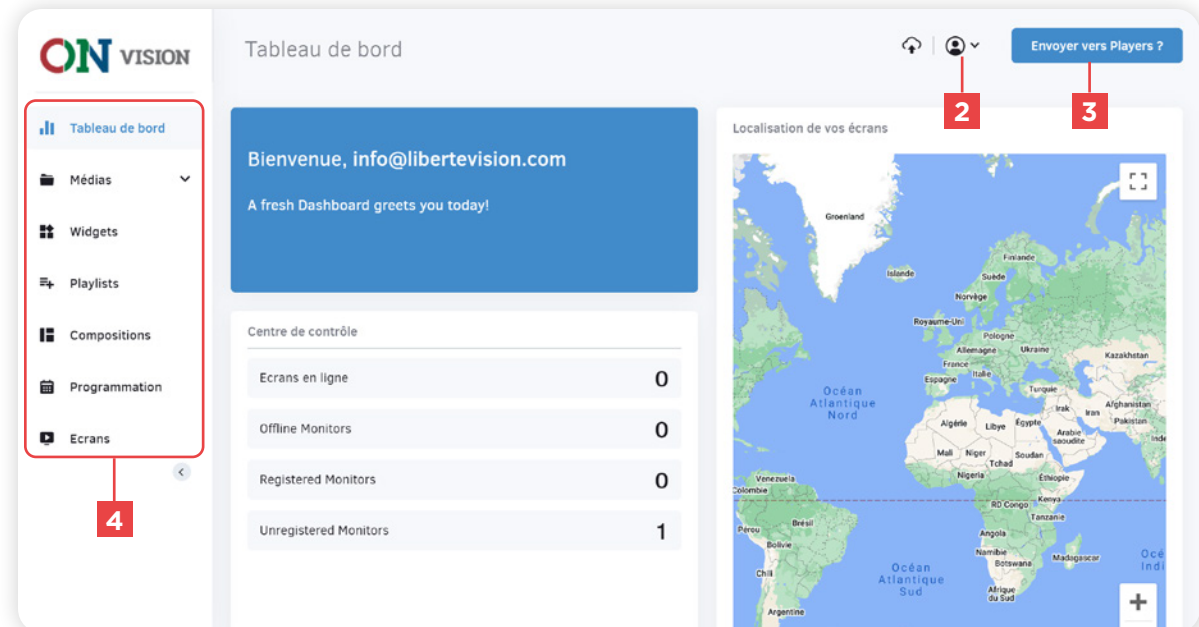 ON VISION
Tableau de bord
Envoyer vers Players ?
2
3
Tableau de bord
Médias
Widgets
Playlists
Compositions
Programmation
Ecrans
4
Bienvenue, info@libertevision.com
A fresh Dashboard greets you today!
Centre de contrôle
Ecrans en ligne 0
Offline Monitors 0
Registered Monitors 0
Unregistered Monitors 1
Localisation de vos écrans
Groenland
Islande
Finlande
Suède
Norvège
Royaume-Uni
Pologne
Allemagne
Ukraine
Kazakhstan
France
Italie
Espagne
Turquie
Océan
Atlantique
Nord
Afghanistan
Irak
Iran
Pakistan
Algérie
Libye
Égypte
Arabie
saoudite
Inde
Mali
Niger
Tchad
Soudan
Venezuela
Nigeria
Éthiopie
Colombie
Kenya
RD Congo
Tanzanie
Pérou
Brésil
Angola
Bolivie
Namibie
Botswana
Madagascar
Océ
Indi
Chili
Océan
Atlantique
Sud
Afrique
du Sud
Argentine